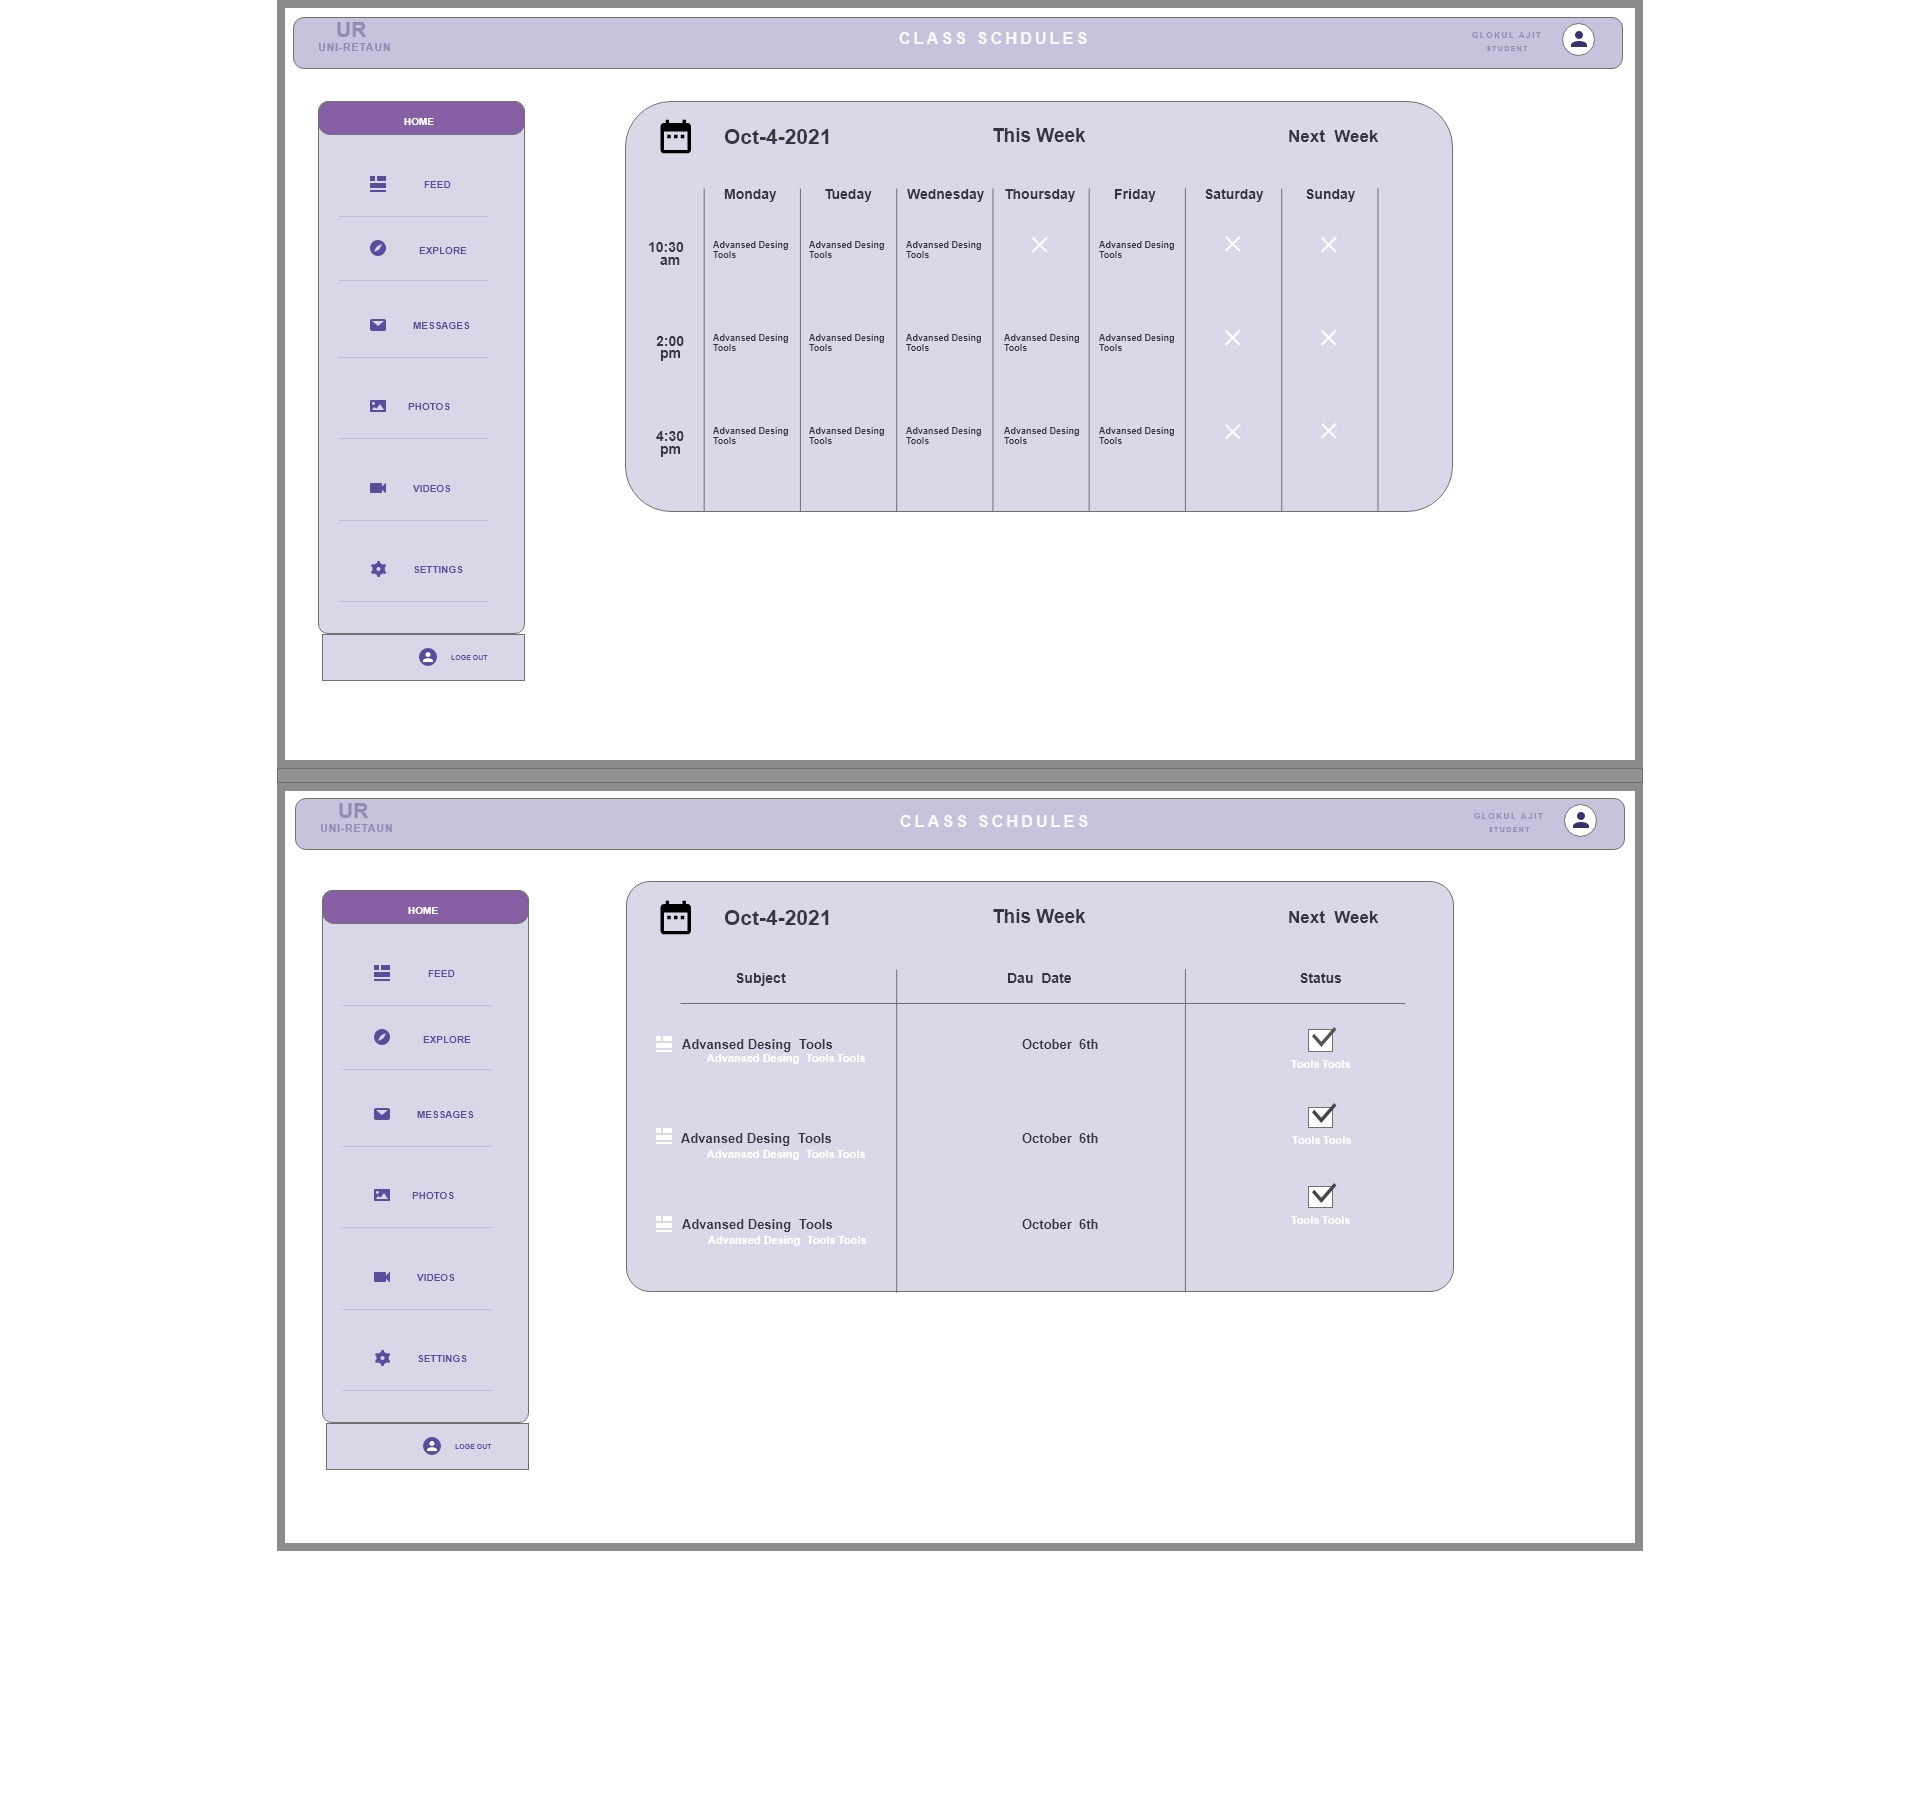 UR
UNI-RETAUN
CLASS SCHDULES
GLOKUL AJIT
STUDENT
HOME
FEED
EXPLORE
MESSAGES
PHOTOS
VIDEOS
SETTINGS
LOGE OUT
Oct-4-2021 This Week Next Week
Monday Tueday Wednesday Thoursday Friday Saturday Sunday
10:30
am
Advansed Desing
Tools
Advansed Desing
Tools
Advansed Desing
Tools
Advansed Desing
Tools
2:00
pm
Advansed Desing
Tools
Advansed Desing
Tools
Advansed Desing
Tools
Advansed Desing
Tools
Advansed Desing
Tools
4:30
pm
Advansed Desing
Tools
Advansed Desing
Tools
Advansed Desing
Tools
Advansed Desing
Tools
Advansed Desing
Tools
UR
UNI-RETAUN
CLASS SCHDULES
GLOKUL AJIT
STUDENT
HOME
FEED
EXPLORE
MESSAGES
PHOTOS
VIDEOS
SETTINGS
LOGE OUT
Oct-4-2021 This Week Next Week
Subject Dau Date Status
Advansed Desing Tools October 6th
Advansed Desing Tools Tools
Tools Tools
Advansed Desing Tools October 6th
Advansed Desing Tools Tools
Tools Tools
Advansed Desing Tools October 6th
Advansed Desing Tools Tools
Tools Tools